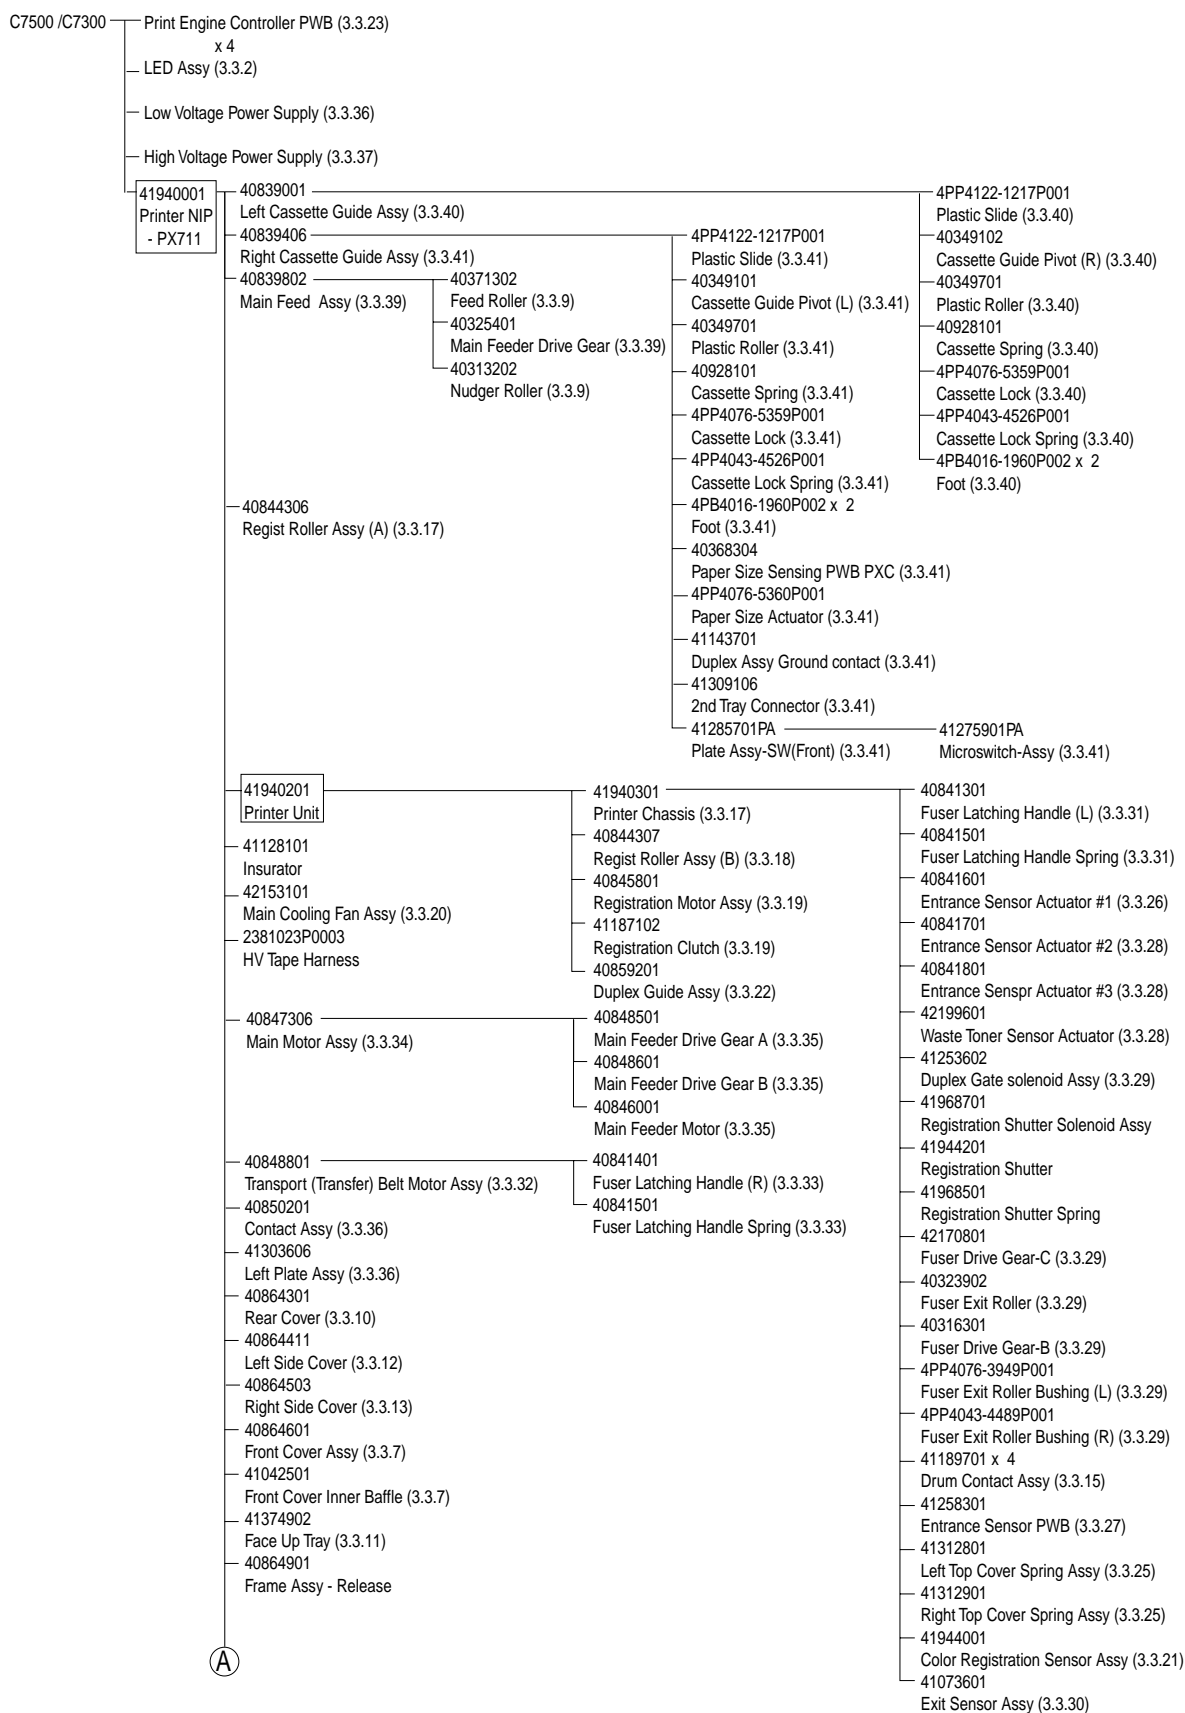 C7500 /C7300
Print Engine Controller PWB (3.3.23)
x 4
LED Assy (3.3.2)
Low Voltage Power Supply (3.3.36)
High Voltage Power Supply (3.3.37)
41940001
Printer NIP
- PX711
40839001
Left Cassette Guide Assy (3.3.40)
40839406
Right Cassette Guide Assy (3.3.41)
40839802
Main Feed Assy (3.3.39)
40371302
Feed Roller (3.3.9)
40325401
Main Feeder Drive Gear (3.3.39)
40313202
Nudger Roller (3.3.9)
4PP4122-1217P001
Plastic Slide (3.3.41)
40349101
Cassette Guide Pivot (L) (3.3.41)
40349701
Plastic Roller (3.3.41)
40928101
Cassette Spring (3.3.41)
4PP4076-5359P001
Cassette Lock (3.3.41)
4PP4043-4526P001
Cassette Lock Spring (3.3.41)
4PB4016-1960P002 x 2
Foot (3.3.41)
40368304
Paper Size Sensing PWB PXC (3.3.41)
4PP4076-5360P001
Paper Size Actuator (3.3.41)
41143701
Duplex Assy Ground contact (3.3.41)
41309106
2nd Tray Connector (3.3.41)
41285701PA
Plate Assy-SW(Front) (3.3.41)
41275901PA
Microswitch-Assy (3.3.41)
4PP4122-1217P001
Plastic Slide (3.3.40)
40349102
Cassette Guide Pivot (R) (3.3.40)
40349701
Plastic Roller (3.3.40)
40928101
Cassette Spring (3.3.40)
4PP4076-5359P001
Cassette Lock (3.3.40)
4PP4043-4526P001
Cassette Lock Spring (3.3.40)
4PB4016-1960P002 x 2
Foot (3.3.40)
40844306
Regist Roller Assy (A) (3.3.17)
41940201
Printer Unit
41128101
Insurator
42153101
Main Cooling Fan Assy (3.3.20)
2381023P0003
HV Tape Harness
40847306
Main Motor Assy (3.3.34)
40848801
Transport (Transfer) Belt Motor Assy (3.3.32)
40850201
Contact Assy (3.3.36)
41303606
Left Plate Assy (3.3.36)
40864301
Rear Cover (3.3.10)
40864411
Left Side Cover (3.3.12)
40864503
Right Side Cover (3.3.13)
40864601
Front Cover Assy (3.3.7)
41042501
Front Cover Inner Baffle (3.3.7)
41374902
Face Up Tray (3.3.11)
40864901
Frame Assy - Release
A
41940301
Printer Chassis (3.3.17)
40844307
Regist Roller Assy (B) (3.3.18)
40845801
Registration Motor Assy (3.3.19)
41187102
Registration Clutch (3.3.19)
40859201
Duplex Guide Assy (3.3.22)
40848501
Main Feeder Drive Gear A (3.3.35)
40848601
Main Feeder Drive Gear B (3.3.35)
40846001
Main Feeder Motor (3.3.35)
40841401
Fuser Latching Handle (R) (3.3.33)
40841501
Fuser Latching Handle Spring (3.3.33)
40841301
Fuser Latching Handle (L) (3.3.31)
40841501
Fuser Latching Handle Spring (3.3.31)
40841601
Entrance Sensor Actuator #1 (3.3.26)
40841701
Entrance Sensor Actuator #2 (3.3.28)
40841801
Entrance Senspr Actuator #3 (3.3.28)
42199601
Waste Toner Sensor Actuator (3.3.28)
41253602
Duplex Gate solenoid Assy (3.3.29)
41968701
Registration Shutter Solenoid Assy
41944201
Registration Shutter
41968501
Registration Shutter Spring
42170801
Fuser Drive Gear-C (3.3.29)
40323902
Fuser Exit Roller (3.3.29)
40316301
Fuser Drive Gear-B (3.3.29)
4PP4076-3949P001
Fuser Exit Roller Bushing (L) (3.3.29)
4PP4043-4489P001
Fuser Exit Roller Bushing (R) (3.3.29)
41189701 x 4
Drum Contact Assy (3.3.15)
41258301
Entrance Sensor PWB (3.3.27)
41312801
Left Top Cover Spring Assy (3.3.25)
41312901
Right Top Cover Spring Assy (3.3.25)
41944001
Color Registration Sensor Assy (3.3.21)
41073601
Exit Sensor Assy (3.3.30)